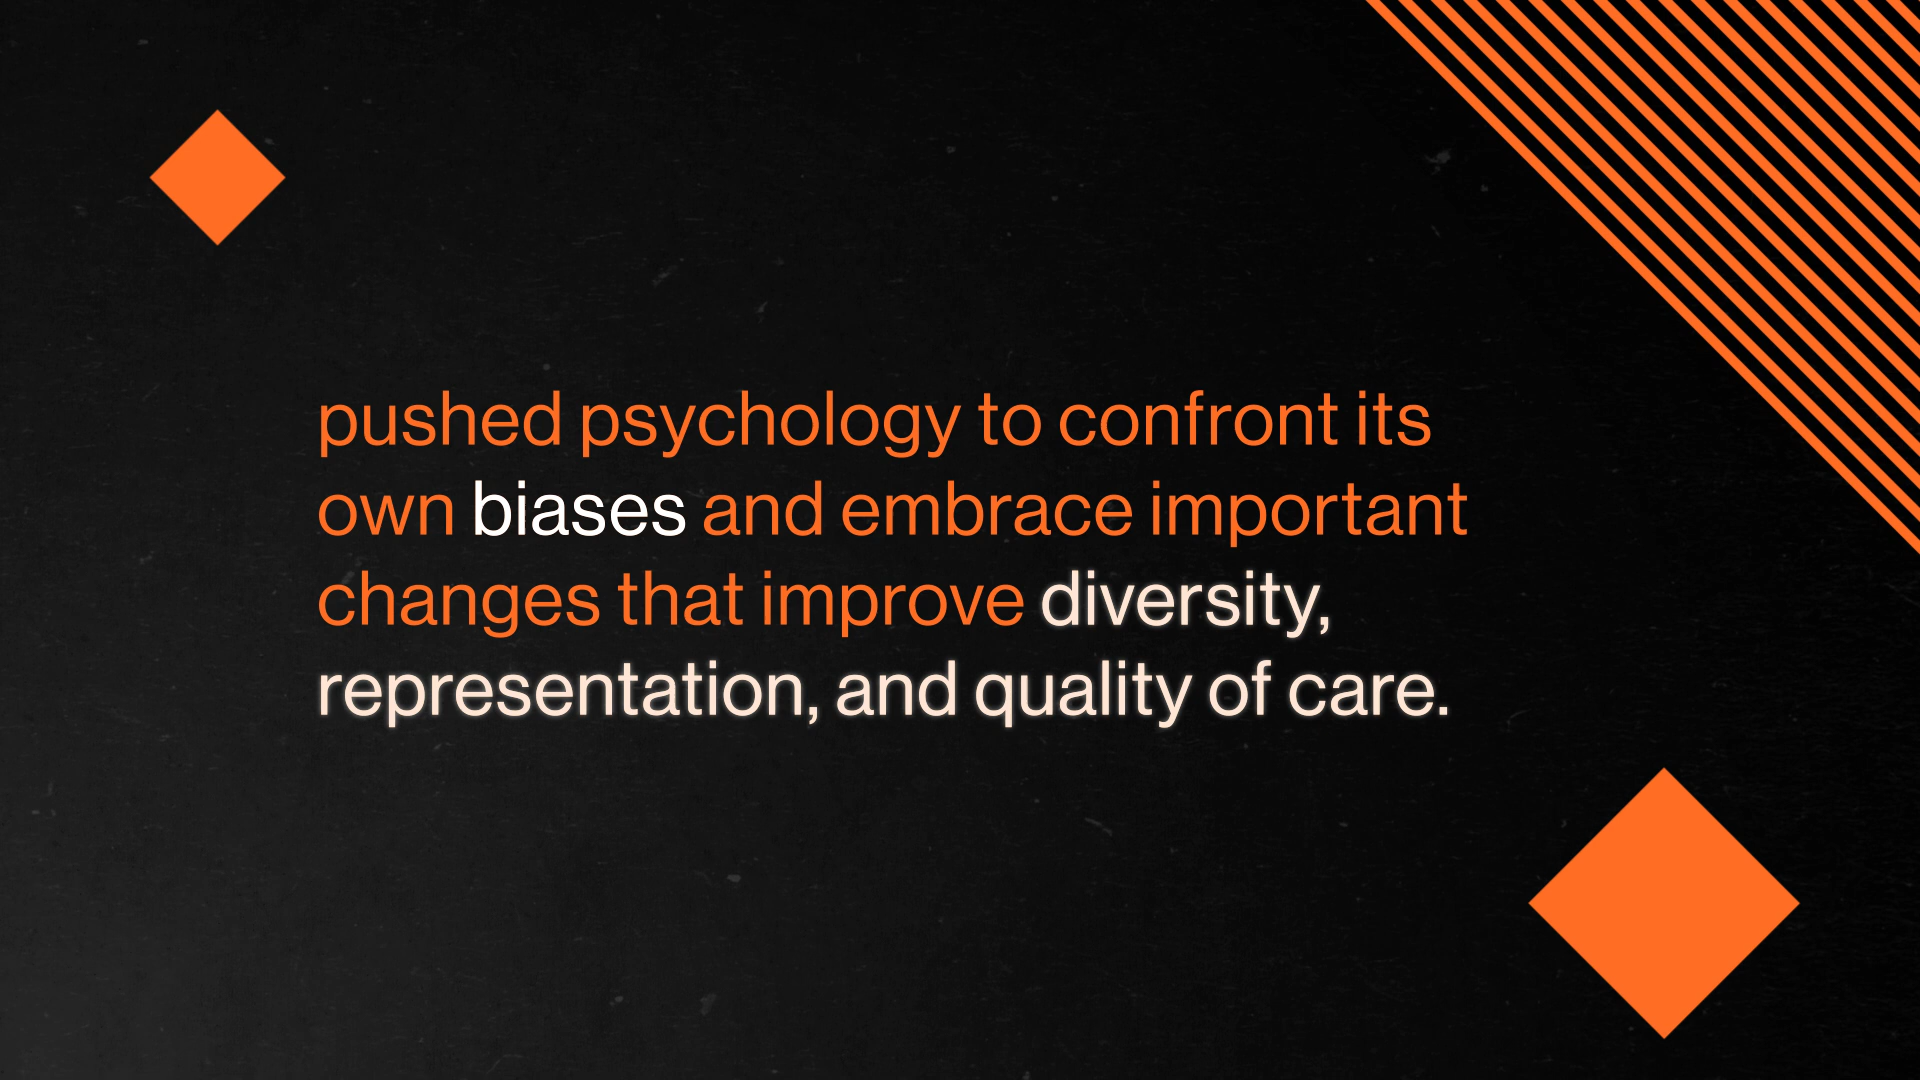 pushed psychology to confront its
own biases and embrace important
changes that improve diversity,
representation, and quality of care.